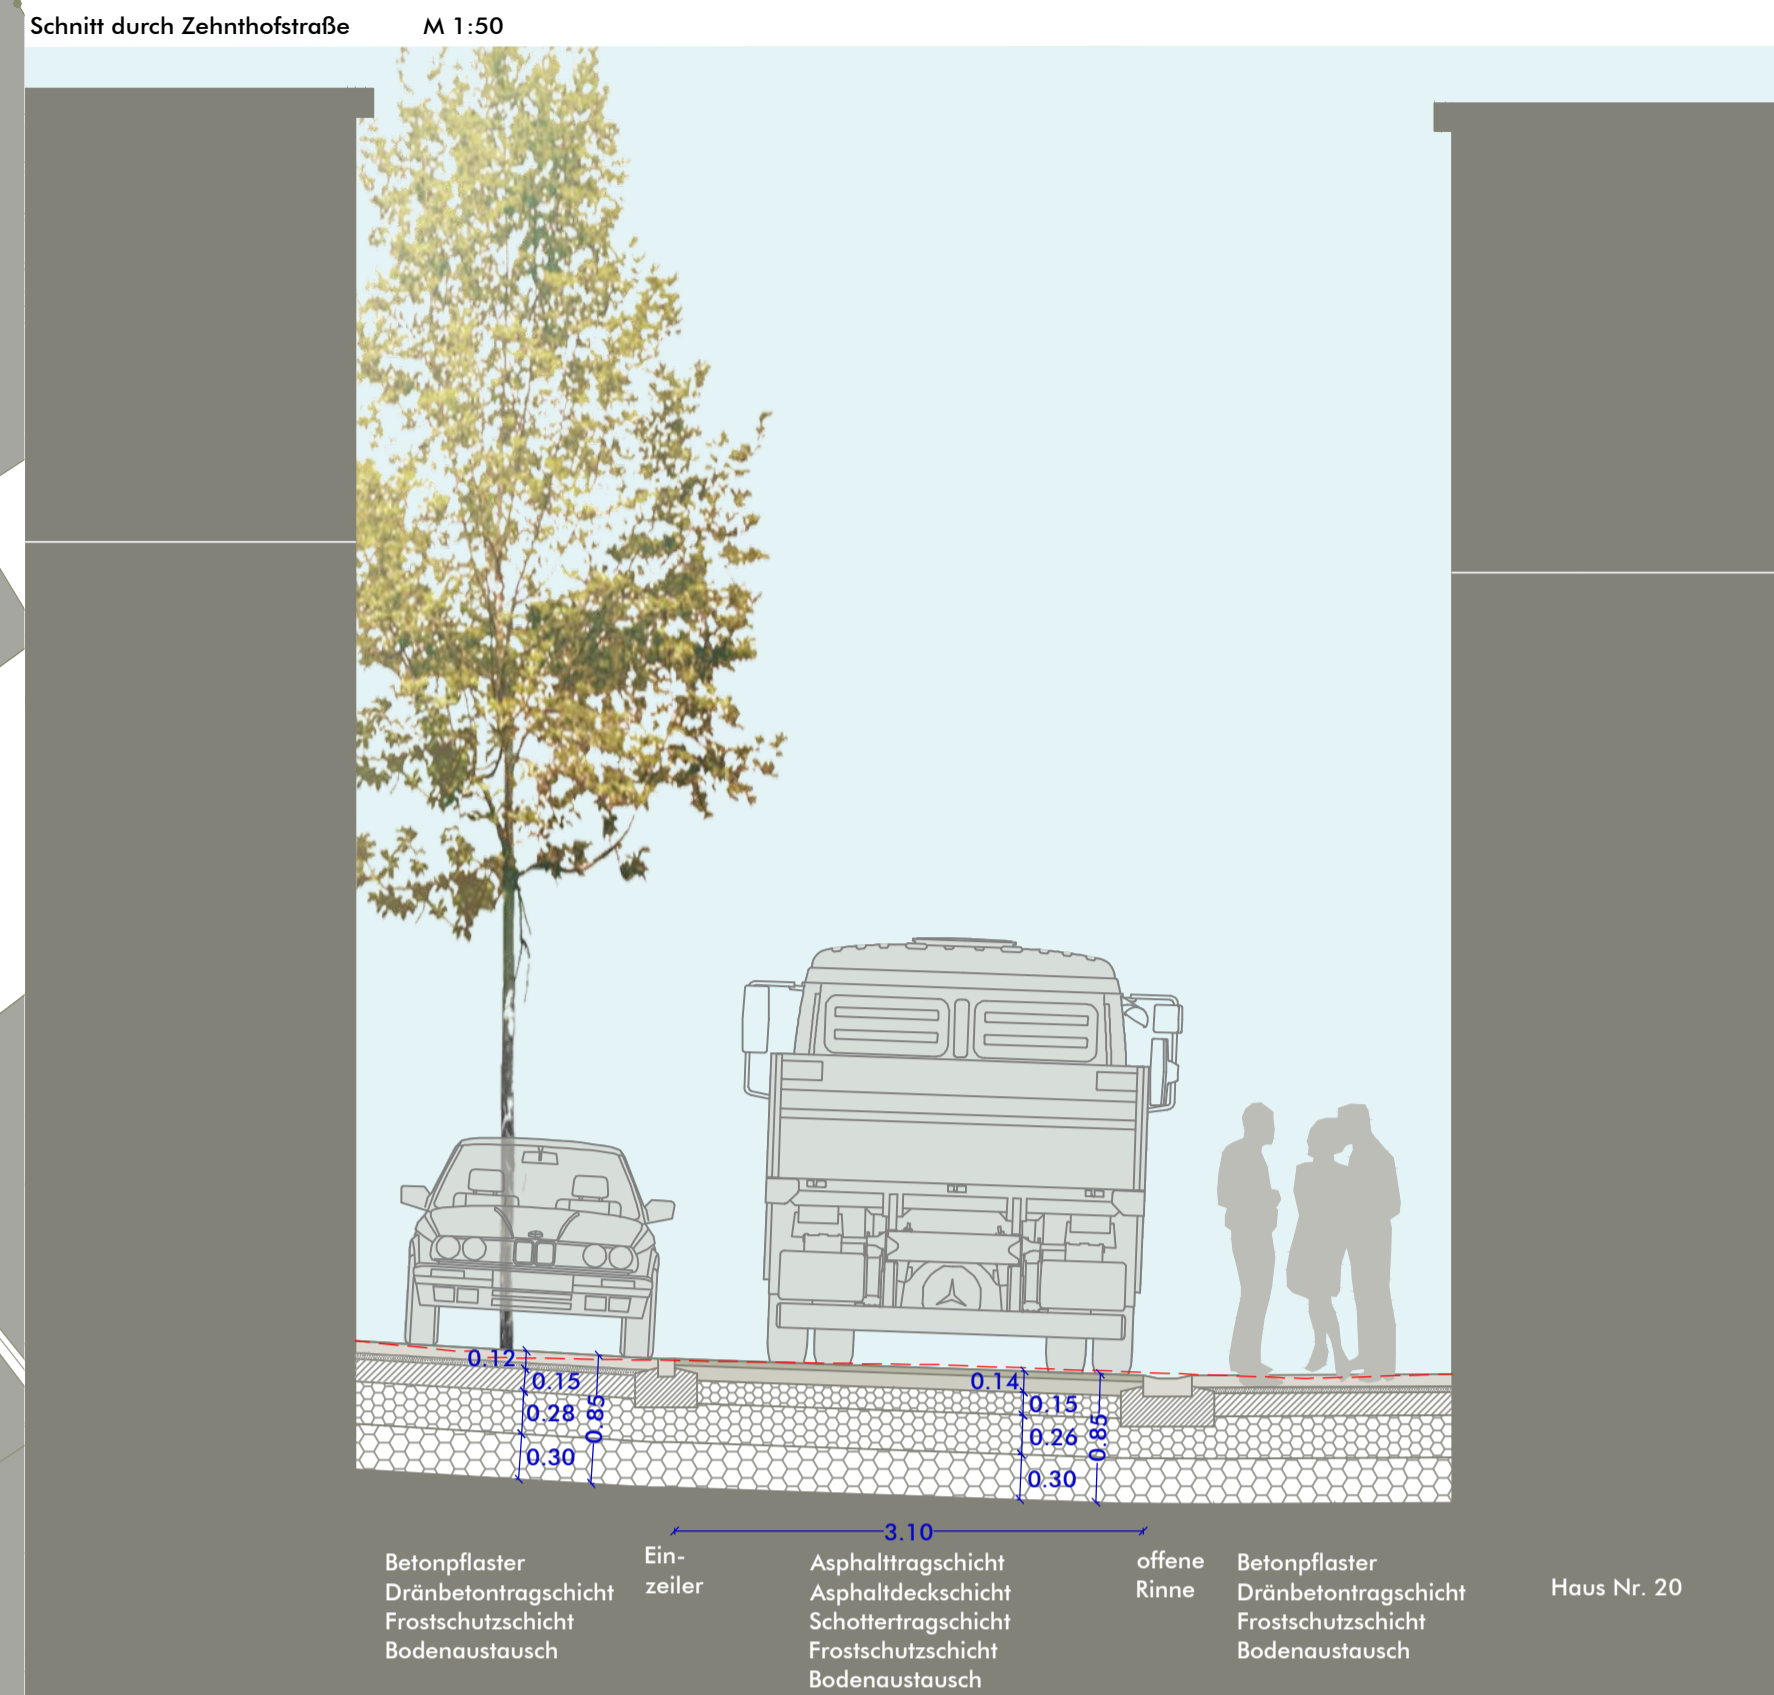 Schnitt durch Zehnthofstraße M 1:50
0.12
0.15
0.28
0.30
0.85
0.14
0.15
0.26
0.30
0.85
3.10
Betonpflaster
Dränbetontragschicht
Frostschutzschicht
Bodenaustausch
Ein-
zeiler
Asphalttragschicht
Asphaltdeckschicht
Schottertragschicht
Frostschutzschicht
Bodenaustausch
offene
Rinne
Betonpflaster
Dränbetontragschicht
Frostschutzschicht
Bodenaustausch
Haus Nr. 20